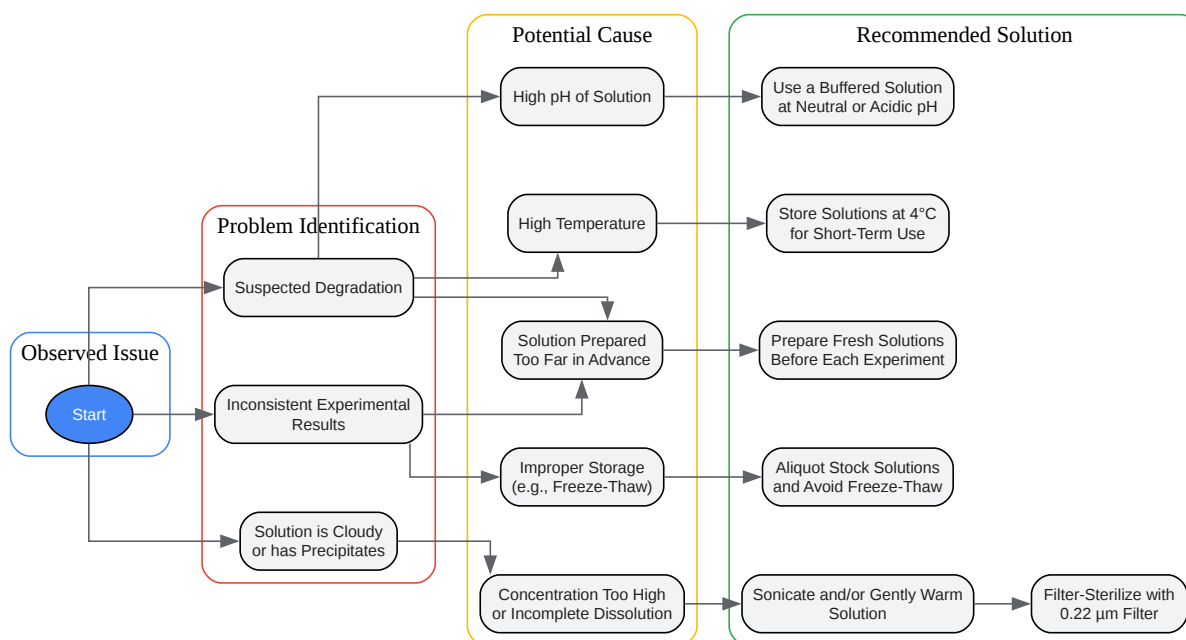 Potential Cause
Recommended Solution
High pH of Solution
Use a Buffered Solution
at Neutral or Acidic pH
Problem Identification
High Temperature
Store Solutions at 4°C
for Short-Term Use
Suspected Degradation
Observed Issue
Solution Prepared
Too Far in Advance
Prepare Fresh Solutions
Before Each Experiment
Start
Inconsistent Experimental
Results
Improper Storage
(e.g., Freeze-Thaw)
Aliquot Stock Solutions
and Avoid Freeze-Thaw
Solution is Cloudy
or has Precipitates
Concentration Too High
or Incomplete Dissolution
Sonicate and/or Gently Warm
Solution
Filter-Sterilize with
0.22 µm Filter